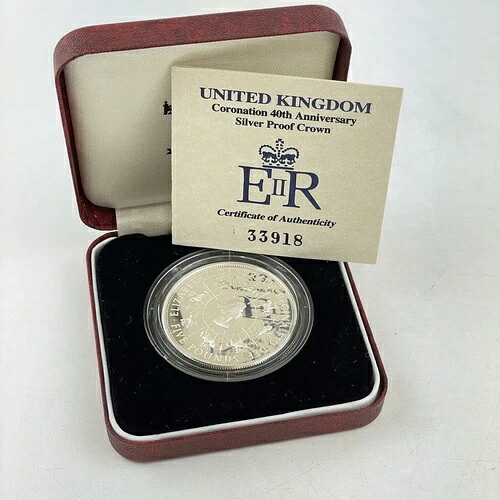 UNITED KINGDOM
Coronation 40th Anniversary
Silver Proof Crown
EIIR
Certificate of Authenticity
33918
FIVE POUNDS